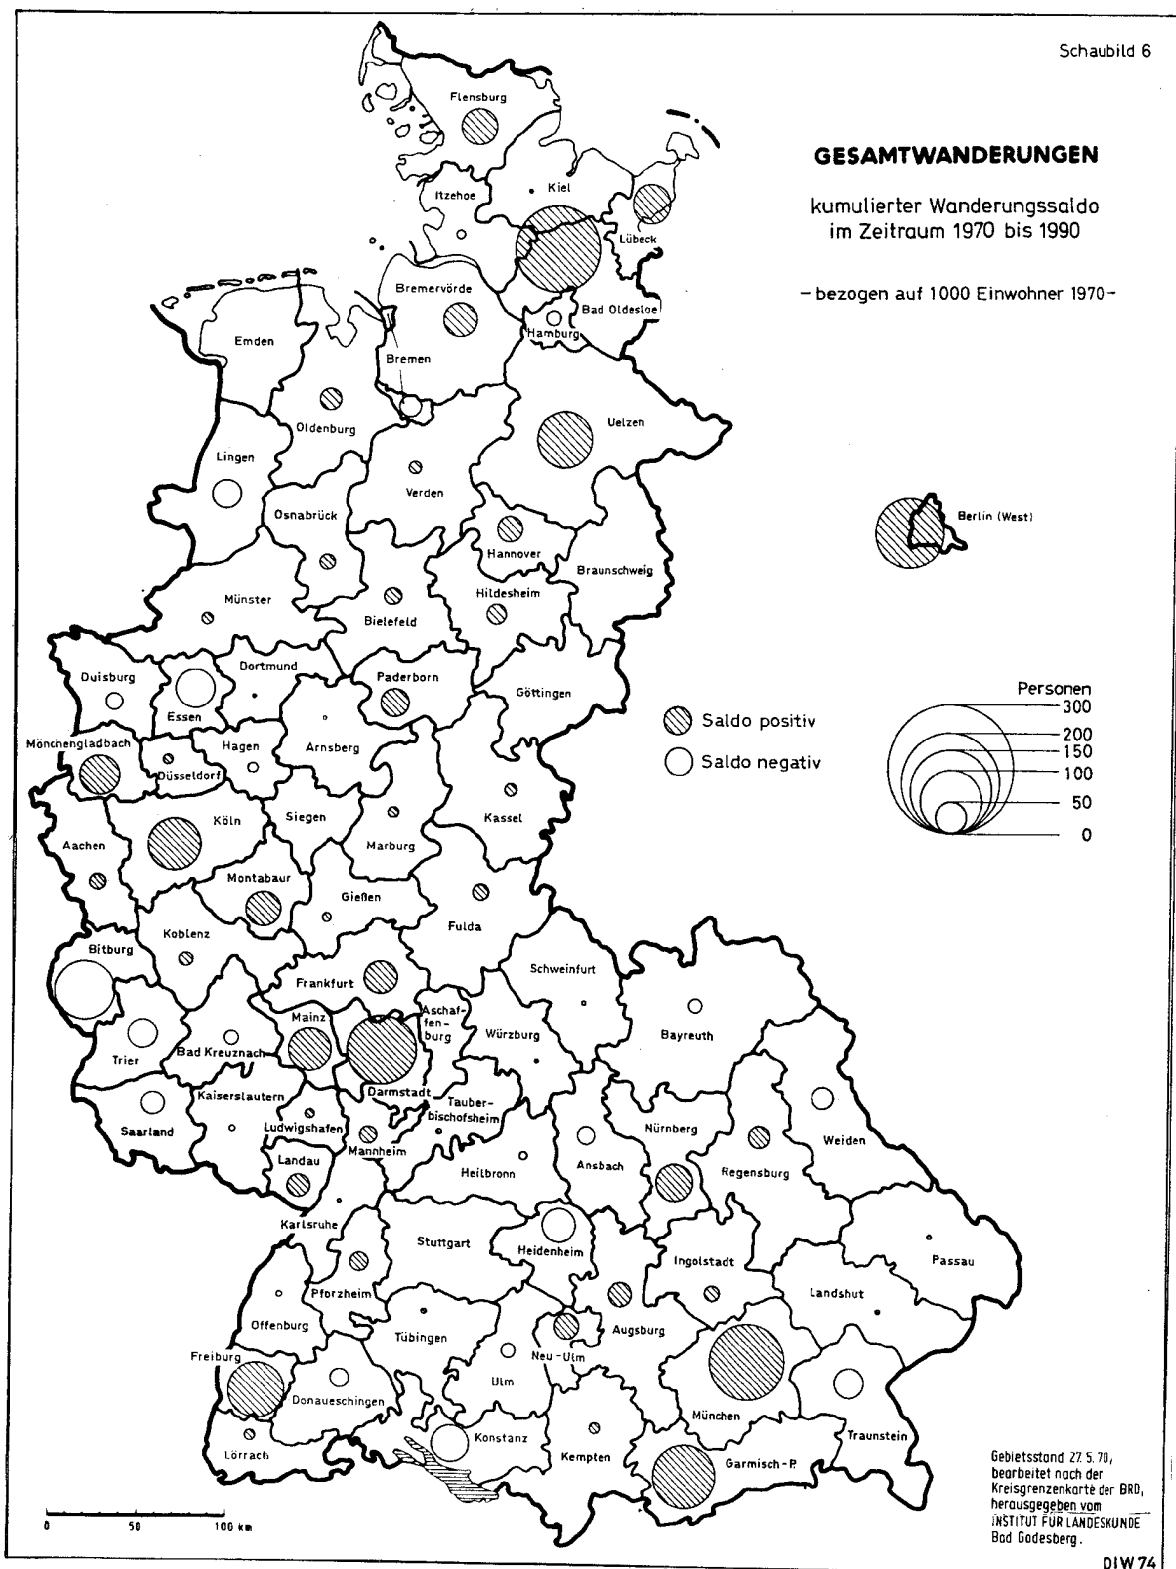 Schaubild 6
GESAMTWANDERUNGEN
kumulierter Wanderungssaldo
im Zeitraum 1970 bis 1990
- bezogen auf 1000 Einwohner 1970 -
Flensburg
Itzehoe
Kiel
Lübeck
Bremervörde
Bad Oldesloe
Hamburg
Emden
Bremen
Oldenburg
Uelzen
Lingen
Verden
Osnabrück
Berlin (West)
Hannover
Braunschweig
Münster
Hildesheim
Bielefeld
Dortmund
Duisburg
Paderborn
Göttingen
Essen
Personen
300
200
150
100
50
0
Saldo positiv
Saldo negativ
Mönchengladbach
Hagen
Arnsberg
Düsseldorf
Köln
Siegen
Kassel
Aachen
Marburg
Montabaur
Gießen
Koblenz
Fulda
Bitburg
Schweinfurt
Frankfurt
Mainz
Aschaf-
fen-
burg
Würzburg
Bayreuth
Trier
Bad Kreuznach
Kaiserslautern
Darmstadt
Tauber-
bischofsheim
Saarland
Ludwigshafen
Nürnberg
Weiden
Mannheim
Landau
Heilbronn
Ansbach
Regensburg
Karlsruhe
Stuttgart
Heidenheim
Ingolstadt
Passau
Pforzheim
Landshut
Offenburg
Tübingen
Augsburg
Freiburg
Neu-Ulm
Ulm
Donaueschingen
München
Konstanz
Traunstein
Lörrach
Kempten
Garmisch-P.
0 50 100 km
Gebietsstand 27. 5. 70,
bearbeitet nach der
Kreisgrenzenkarte der BRD,
herausgegeben vom
INSTITUT FÜR LANDESKUNDE
Bad Godesberg.
DIW 74